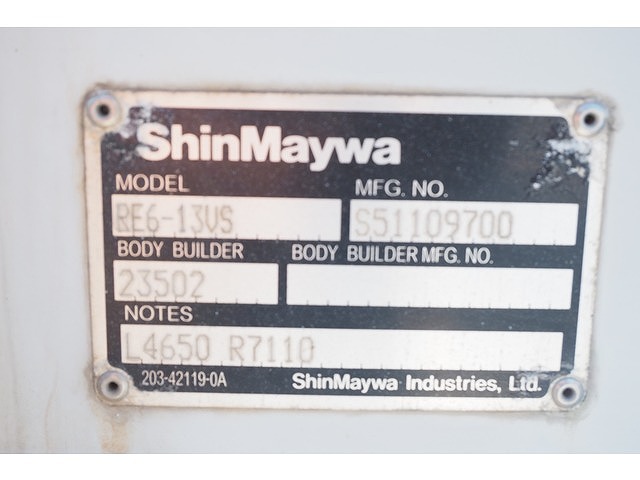 ShinMaywa
MODEL MFG. NO.
RE6-13VS S51109700
BODY BUILDER BODY BUILDER MFG. NO.
23502
NOTES
L4650 R7110
203-42119-0A ShinMaywa Industries, Ltd.